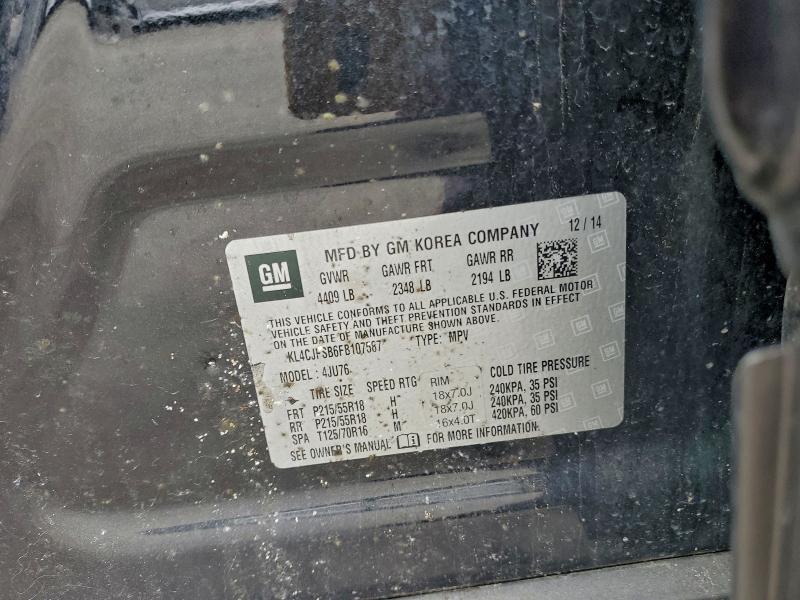 MFD BY GM KOREA COMPANY 12 / 14
GM
GVWR GAWR FRT GAWR RR
4409 LB 2348 LB 2194 LB
THIS VEHICLE CONFORMS TO ALL APPLICABLE U.S. FEDERAL MOTOR
VEHICLE SAFETY AND THEFT PREVENTION STANDARDS IN EFFECT
ON THE DATE OF MANUFACTURE SHOWN ABOVE.
KL4CJFSB6FB107587 TYPE: MPV
MODEL : 4JU76
TIRE SIZE SPEED RTG RIM COLD TIRE PRESSURE
FRT P215/55R18 H 18x7.0J 240KPA, 35 PSI
RR P215/55R18 H 18x7.0J 240KPA, 35 PSI
SPA T125/70R16 M 16x4.0T 420KPA, 60 PSI
SEE OWNER'S MANUAL FOR MORE INFORMATION.